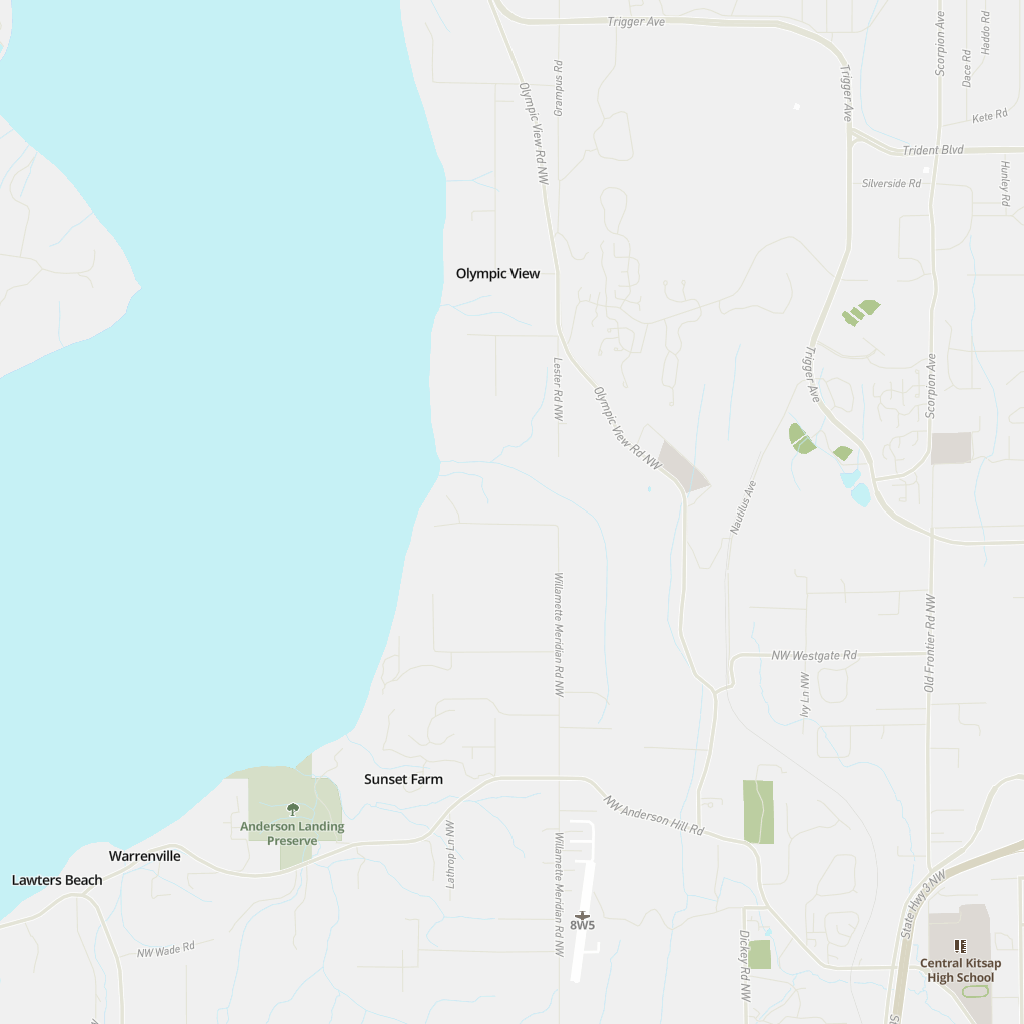 Trigger Ave
Scorpion Ave
Haddo Rd
Dace Rd
Grampus Rd
Trigger Ave
Olympic View Rd NW
Kete Rd
Trident Blvd
Silverside Rd
Hunley Rd
Olympic View
Lester Rd NW
Trigger Ave
Scorpion Ave
Olympic View Rd NW
Nautilus Ave
Willamette Meridian Rd NW
Old Frontier Rd NW
NW Westgate Rd
Ivy Ln NW
Sunset Farm
NW Anderson Hill Rd
Anderson Landing
Preserve
Lathrop Ln NW
Willamette Meridian Rd NW
Warrenville
Lawters Beach
State Hwy 3 NW
8W5
NW Wade Rd
Dickey Rd NW
Central Kitsap
High School